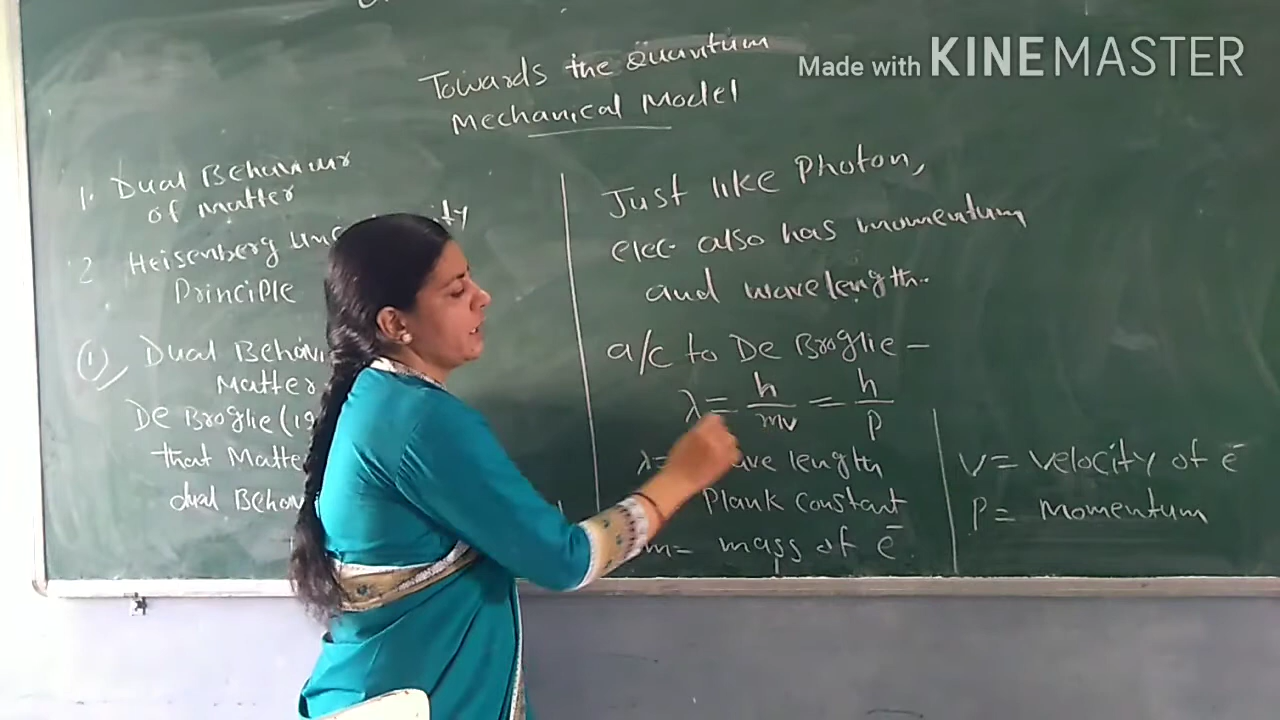 Towards the Quantum
Mechanical Model
Made with KINEMASTER
1. Dual Behaviour
of Matter
2 Heisenberg
Principle
(1) Dual
Matter
De Broglie
that
dual
Just like Photon,
elec. also has momentum
and wavelength..
a/c to De Broglie –
λ = h/mv = h/p
λ= length
Plank Constant
m= mass of e̅.
v= velocity of e̅
P= Momentum